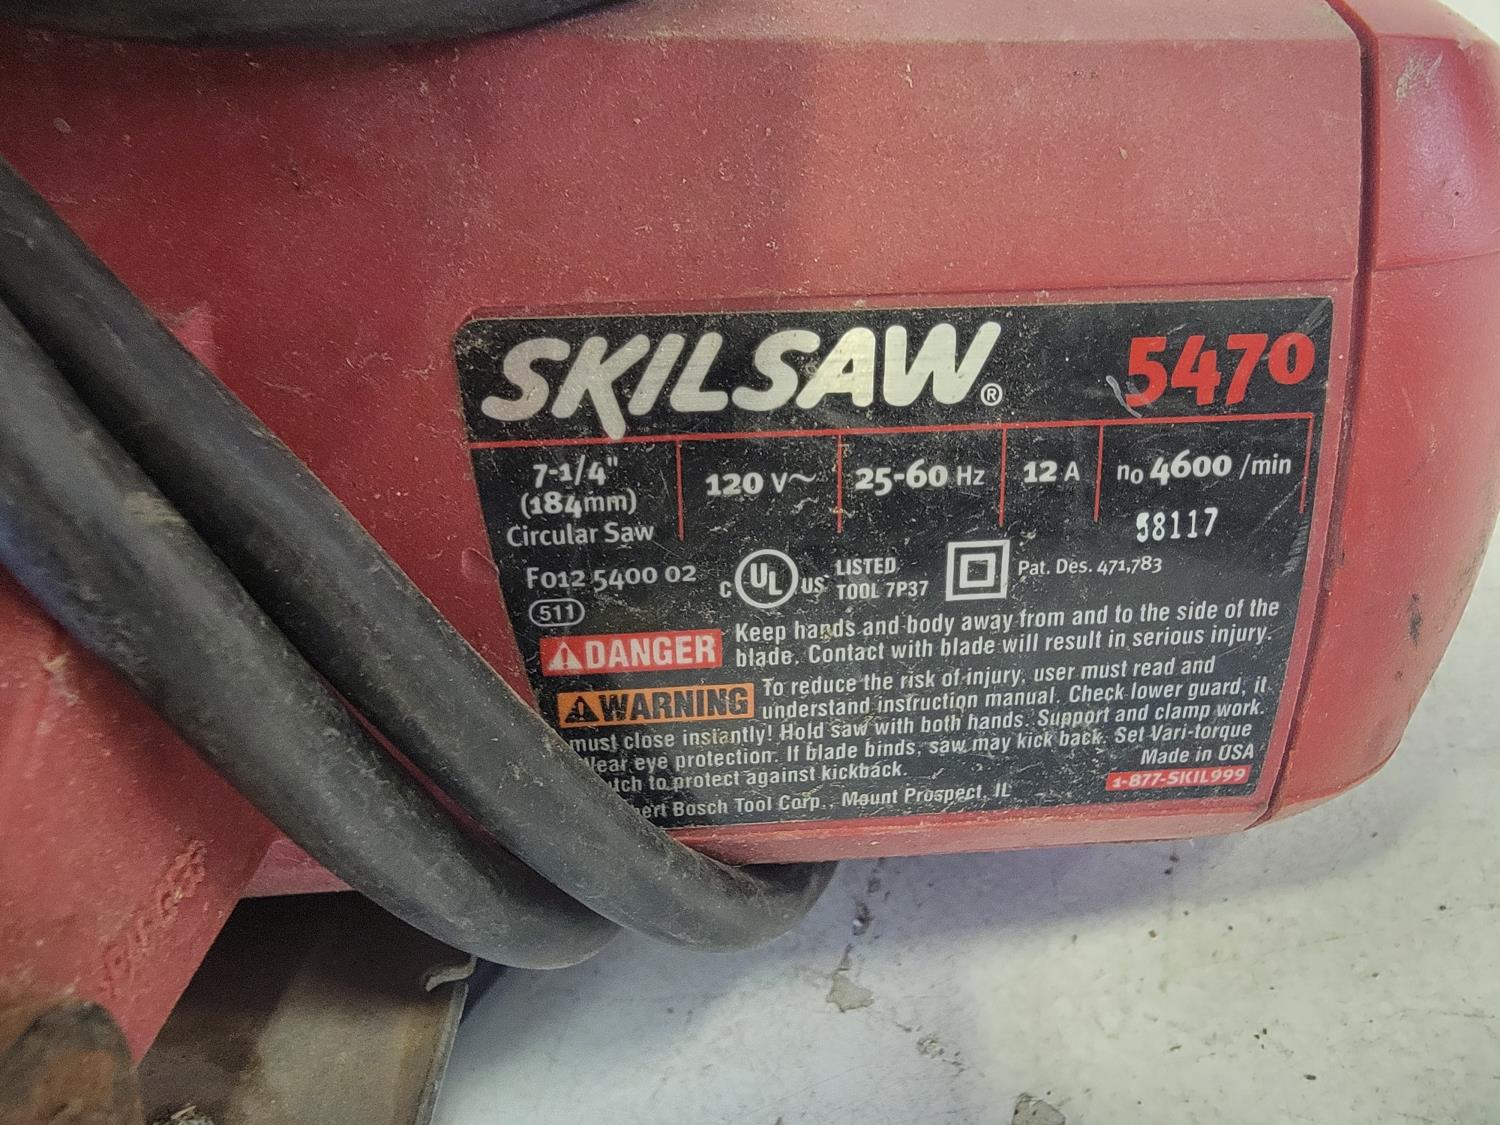 SKILSAW® 5470
7-1/4" 120 V~ 25-60 Hz 12 A n₀ 4600 /min
(184mm)
Circular Saw
58117
F012 5400 02
511
C UL US LISTED
TOOL 7P37
Pat. Des. 471,783
DANGER Keep hands and body away from and to the side of the
blade. Contact with blade will result in serious injury.
WARNING To reduce the risk of injury, user must read and
understand instruction manual. Check lower guard, it
must close instantly! Hold saw with both hands. Support and clamp work.
Wear eye protection. If blade binds, saw may kick back. Set Vari-torque
to protect against kickback.
Made in USA
1-877-SKIL999
Bosch Tool Corp., Mount Prospect, IL